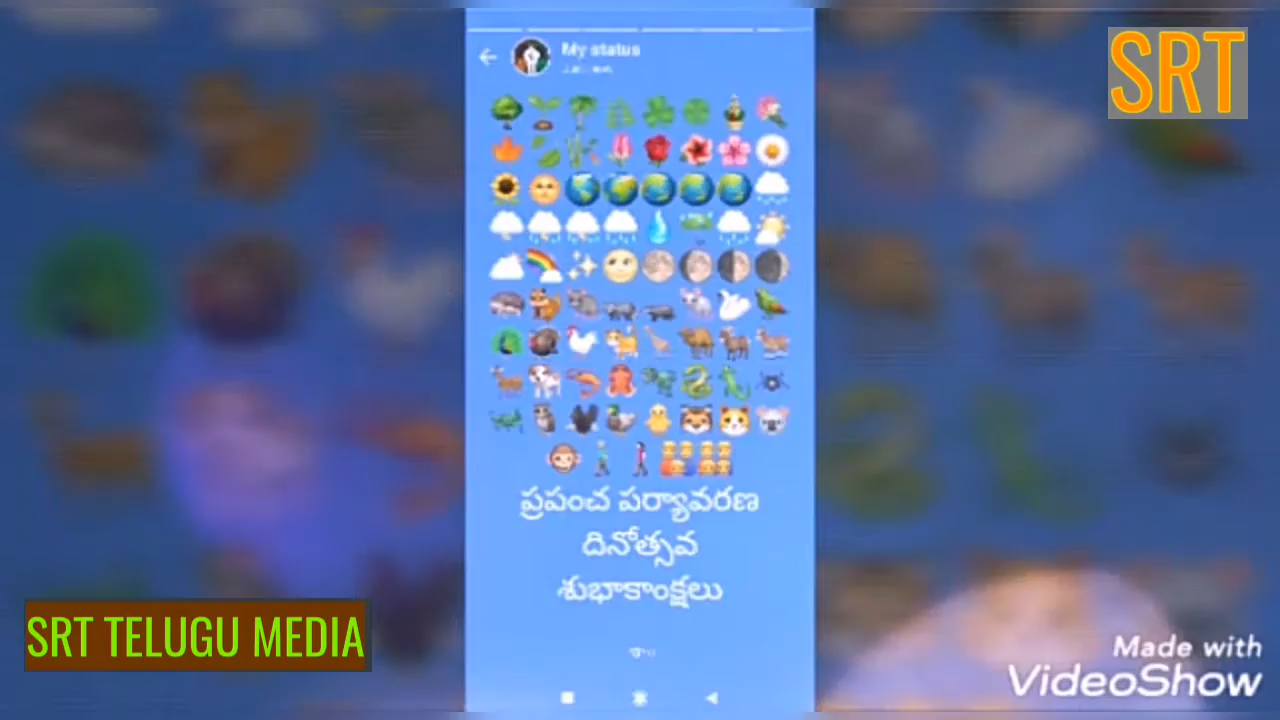 SRT
My status
ప్రపంచ పర్యావరణ
దినోత్సవ
శుభాకాంక్షలు
SRT TELUGU MEDIA
Made with
VideoShow